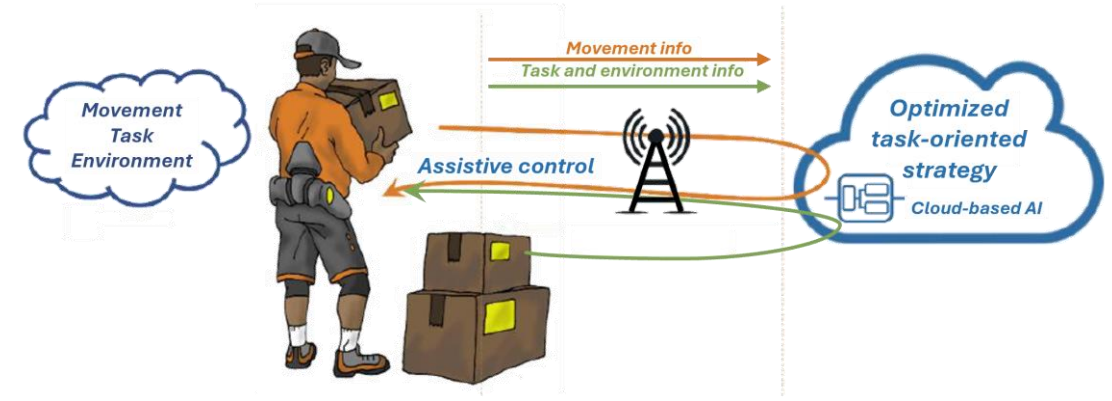 Movement
Task
Environment
Movement info
Task and environment info
Assistive control
Optimized
task-oriented
strategy
Cloud-based AI